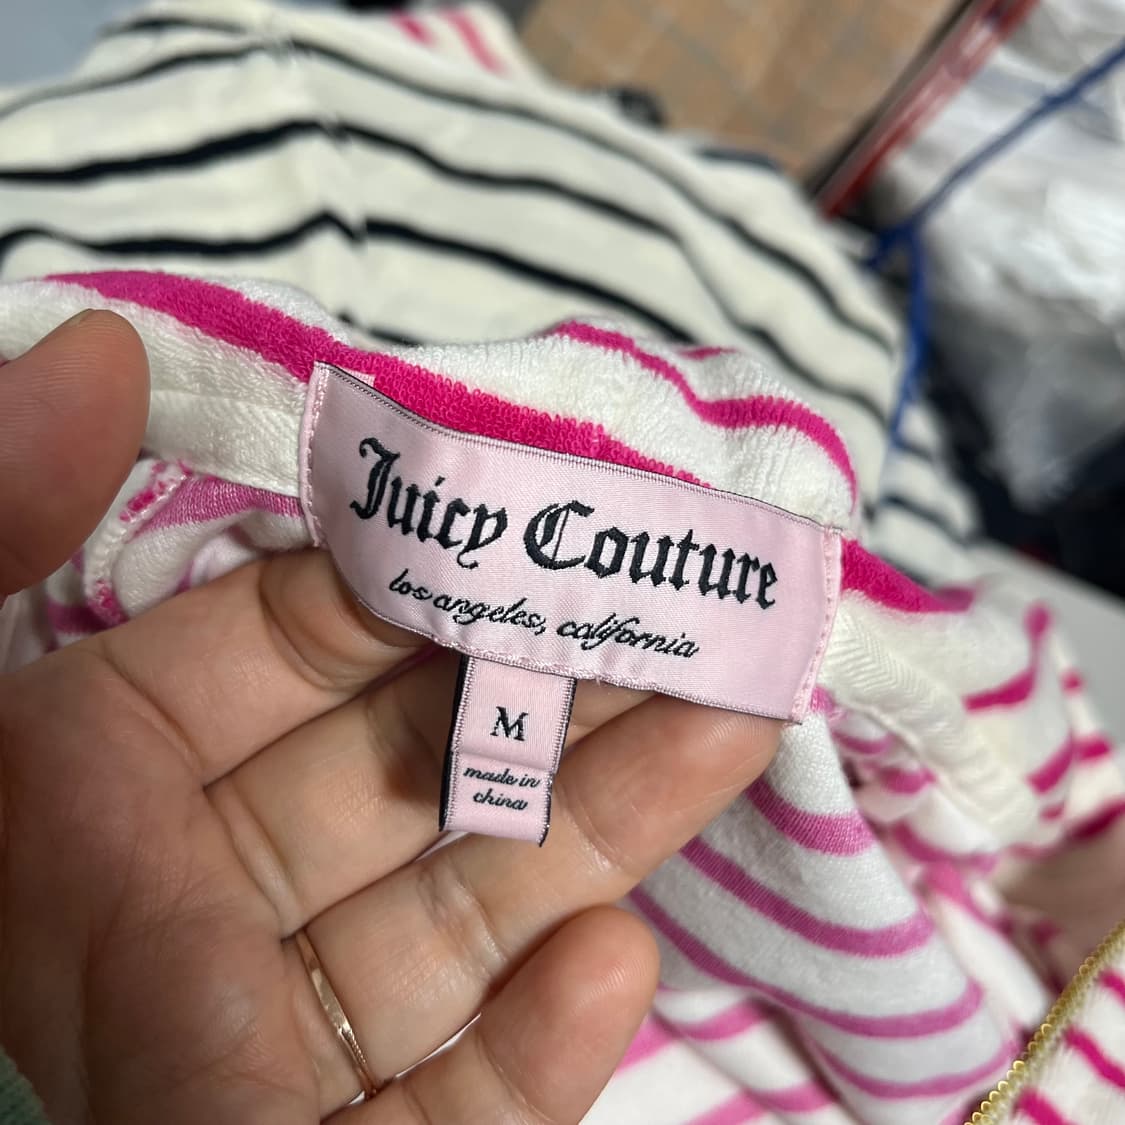 Juicy Couture
los angeles, california
M
made in
china